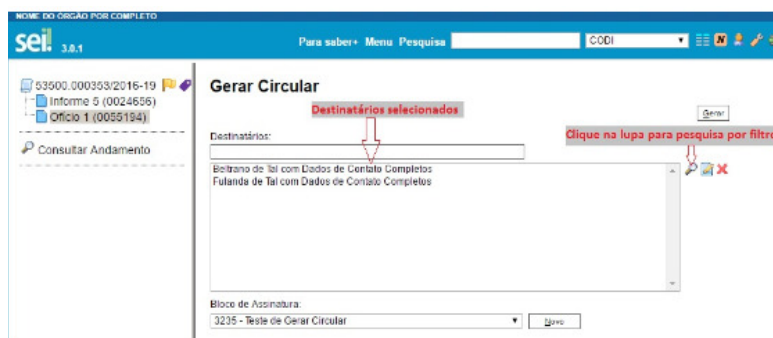 NOME DO ORGÃO POR COMPLETO
sei! 3.0.1
Para saber+ Menu Pesquisa CODI
53500.000353/2016-19
Informe 5 (0024656)
Ofício 1 (0055194)
Consultar Andamento
Gerar Circular
Destinatários selecionados
Gerar
Destinatários:
Clique na lupa para pesquisa por filtro
Beltrano de Tal com Dados de Contato Completos
Fulanda de Tal com Dados de Contato Completos
Bloco de Assinatura:
3235 - Teste de Gerar Circular
Novo